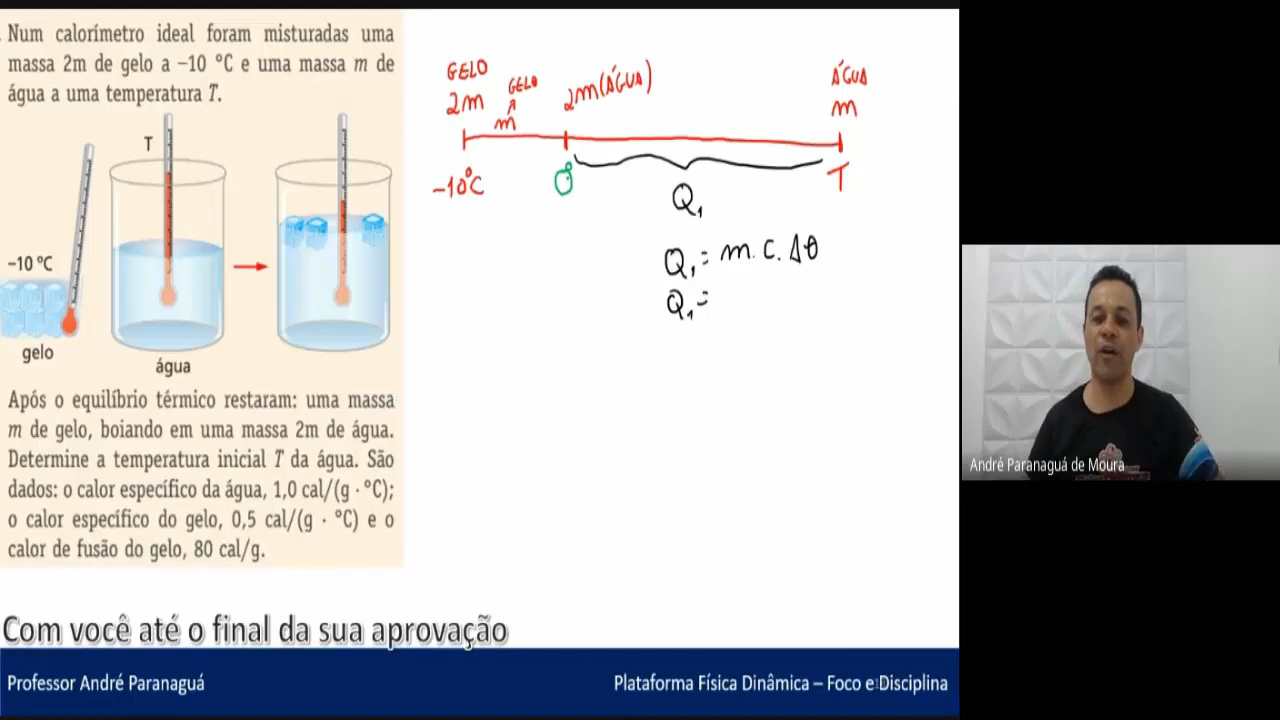 Num calorímetro ideal foram misturadas uma
massa 2m de gelo a –10 °C e uma massa m de
água a uma temperatura T.
T
–10 °C
gelo
água
Após o equilíbrio térmico restaram: uma massa
m de gelo, boiando em uma massa 2m de água.
Determine a temperatura inicial T da água. São
dados: o calor específico da água, 1,0 cal/(g · °C);
o calor específico do gelo, 0,5 cal/(g · °C) e o
calor de fusão do gelo, 80 cal/g.
GELO
2m
GELO
m
2m(ÁGUA)
ÁGUA
m
-10°C
0°
T
Q₁
Q₁= m. c. Δθ
Q₁=
André Paranaguá de Moura
Com você até o final da sua aprovação
Professor André Paranaguá
Plataforma Física Dinâmica – Foco e Disciplina